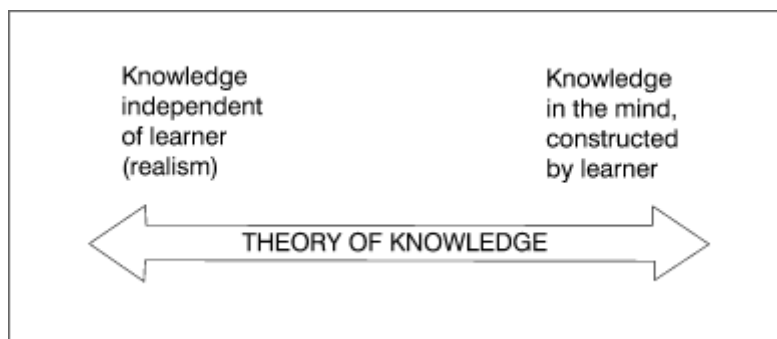 Knowledge
independent
of learner
(realism)
Knowledge
in the mind,
constructed
by learner
THEORY OF KNOWLEDGE